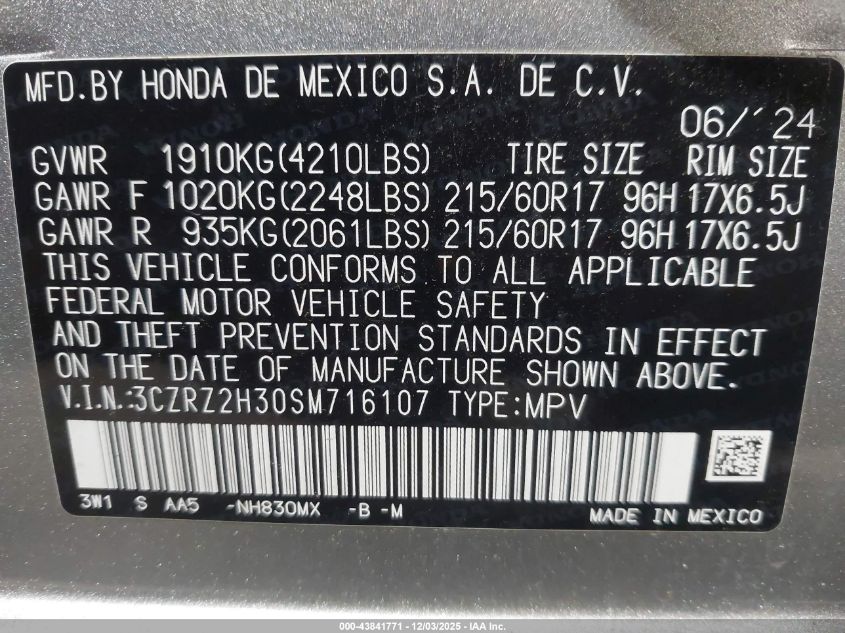 MFD.BY HONDA DE MEXICO S.A. DE C.V.
06/'24
GVWR 1910KG(4210LBS) TIRE SIZE RIM SIZE
GAWR F 1020KG(2248LBS) 215/60R17 96H 17X6.5J
GAWR R 935KG(2061LBS) 215/60R17 96H 17X6.5J
THIS VEHICLE CONFORMS TO ALL APPLICABLE
FEDERAL MOTOR VEHICLE SAFETY
AND THEFT PREVENTION STANDARDS IN EFFECT
ON THE DATE OF MANUFACTURE SHOWN ABOVE.
V.I.N.:3CZRZ2H30SM716107 TYPE:MPV
3W1 S AA5 -NH830MX -B -M MADE IN MEXICO
000-43841771 - 12/03/2025 - IAA Inc.